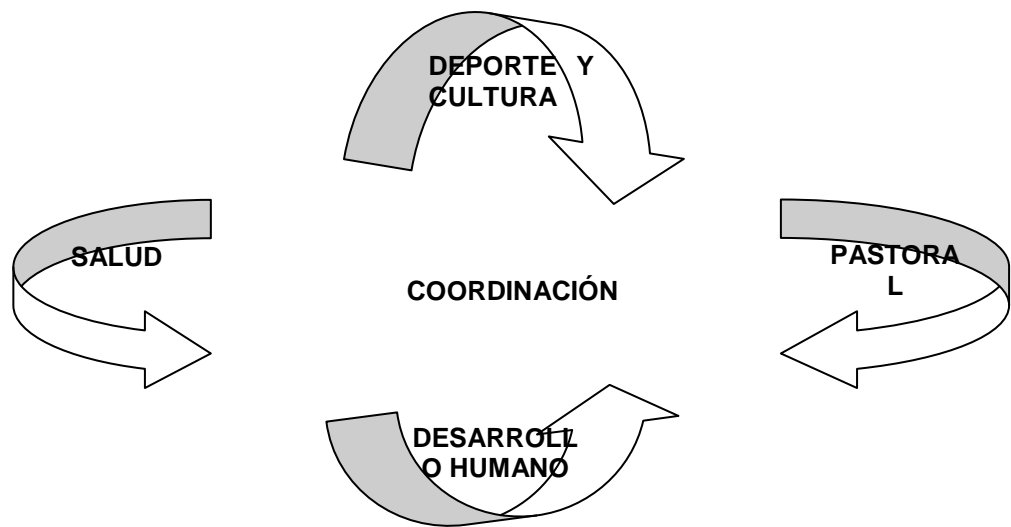 DEPORTE Y
CULTURA
SALUD
PASTORA
L
COORDINACIÓN
DESARROLL
O HUMANO